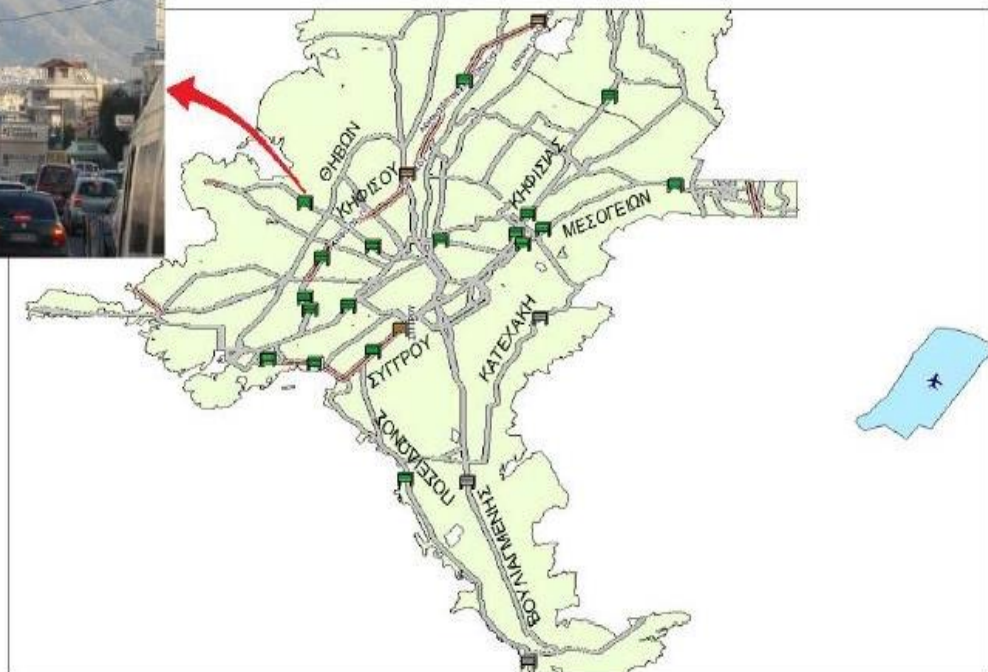 ΘΗΒΩΝ
ΚΗΦΙΣΟΥ
ΚΗΦΙΣΙΑΣ
ΜΕΣΟΓΕΙΩΝ
ΚΑΤΕΧΑΚΗ
ΣΥΓΓΡΟΥ
ΠΟΣΕΙΔΩΝΟΣ
ΒΟΥΛΙΑΓΜΕΝΗΣ